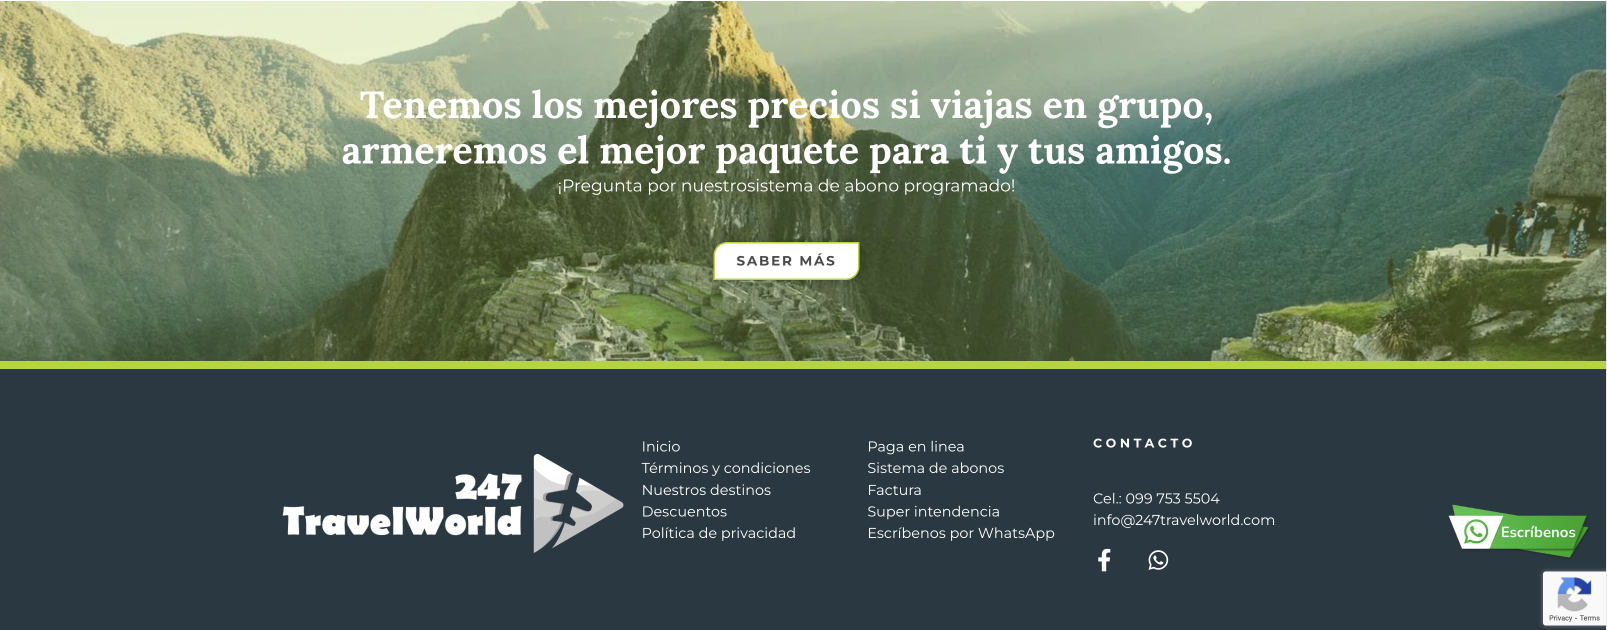 Tenemos los mejores precios si viajas en grupo,
armeremos el mejor paquete para ti y tus amigos.
¡Pregunta por nuestrosistema de abono programado!
SABER MÁS
247
TravelWorld
Inicio
Términos y condiciones
Nuestros destinos
Descuentos
Política de privacidad
Paga en linea
Sistema de abonos
Factura
Super intendencia
Escríbenos por WhatsApp
CONTACTO
Cel.: 099 753 5504
info@247travelworld.com
Escríbenos
Privacy - Terms